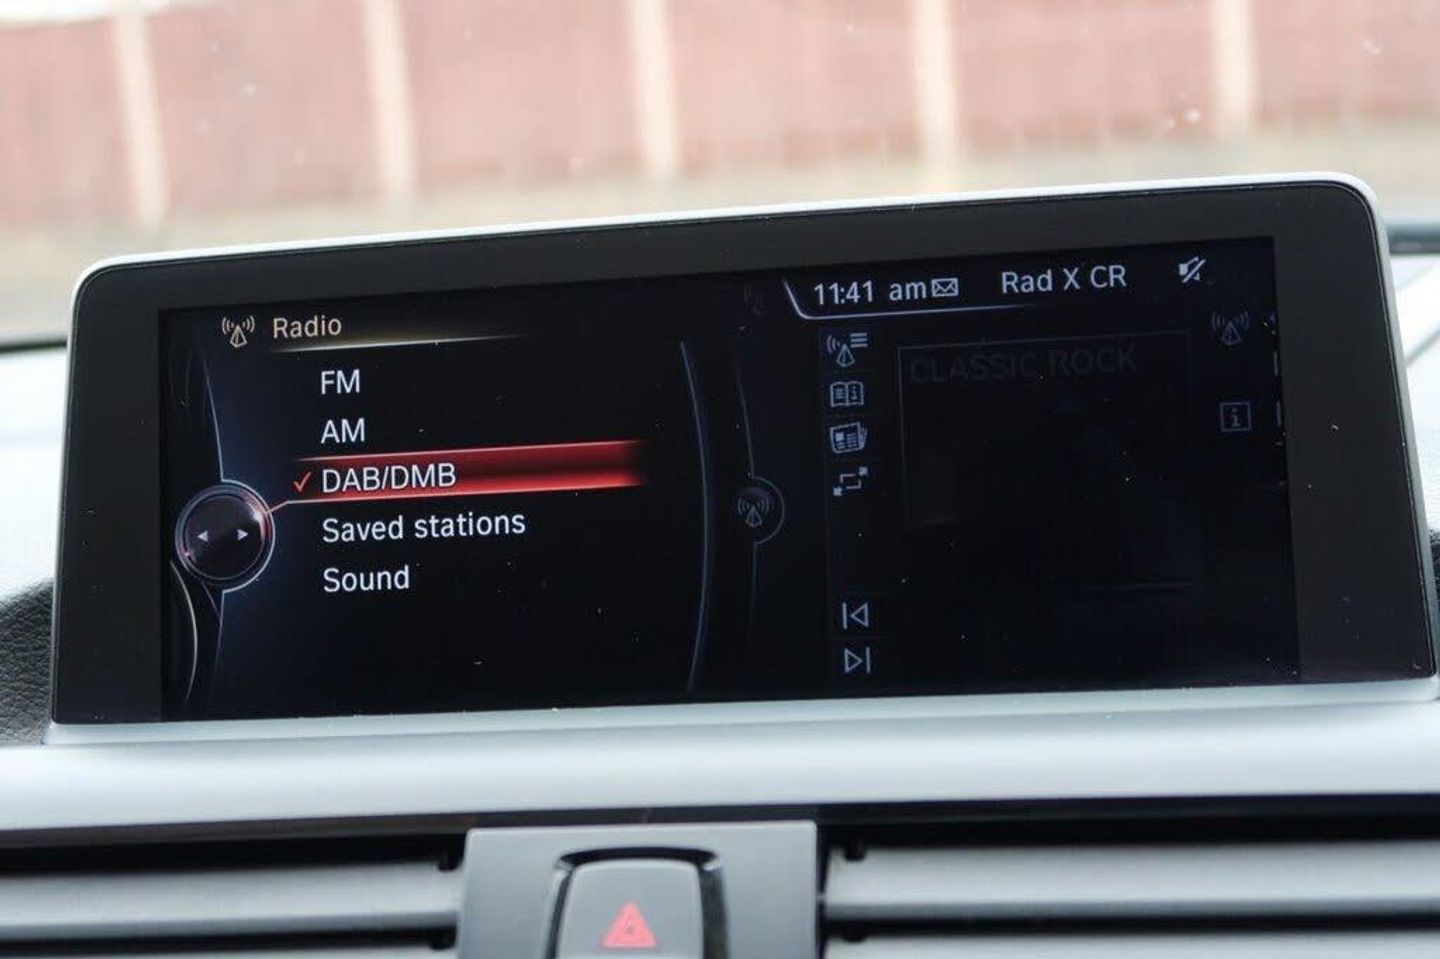 Radio
FM
AM
DAB/DMB
Saved stations
Sound
11:41 am
Rad X CR
CLASSIC ROCK